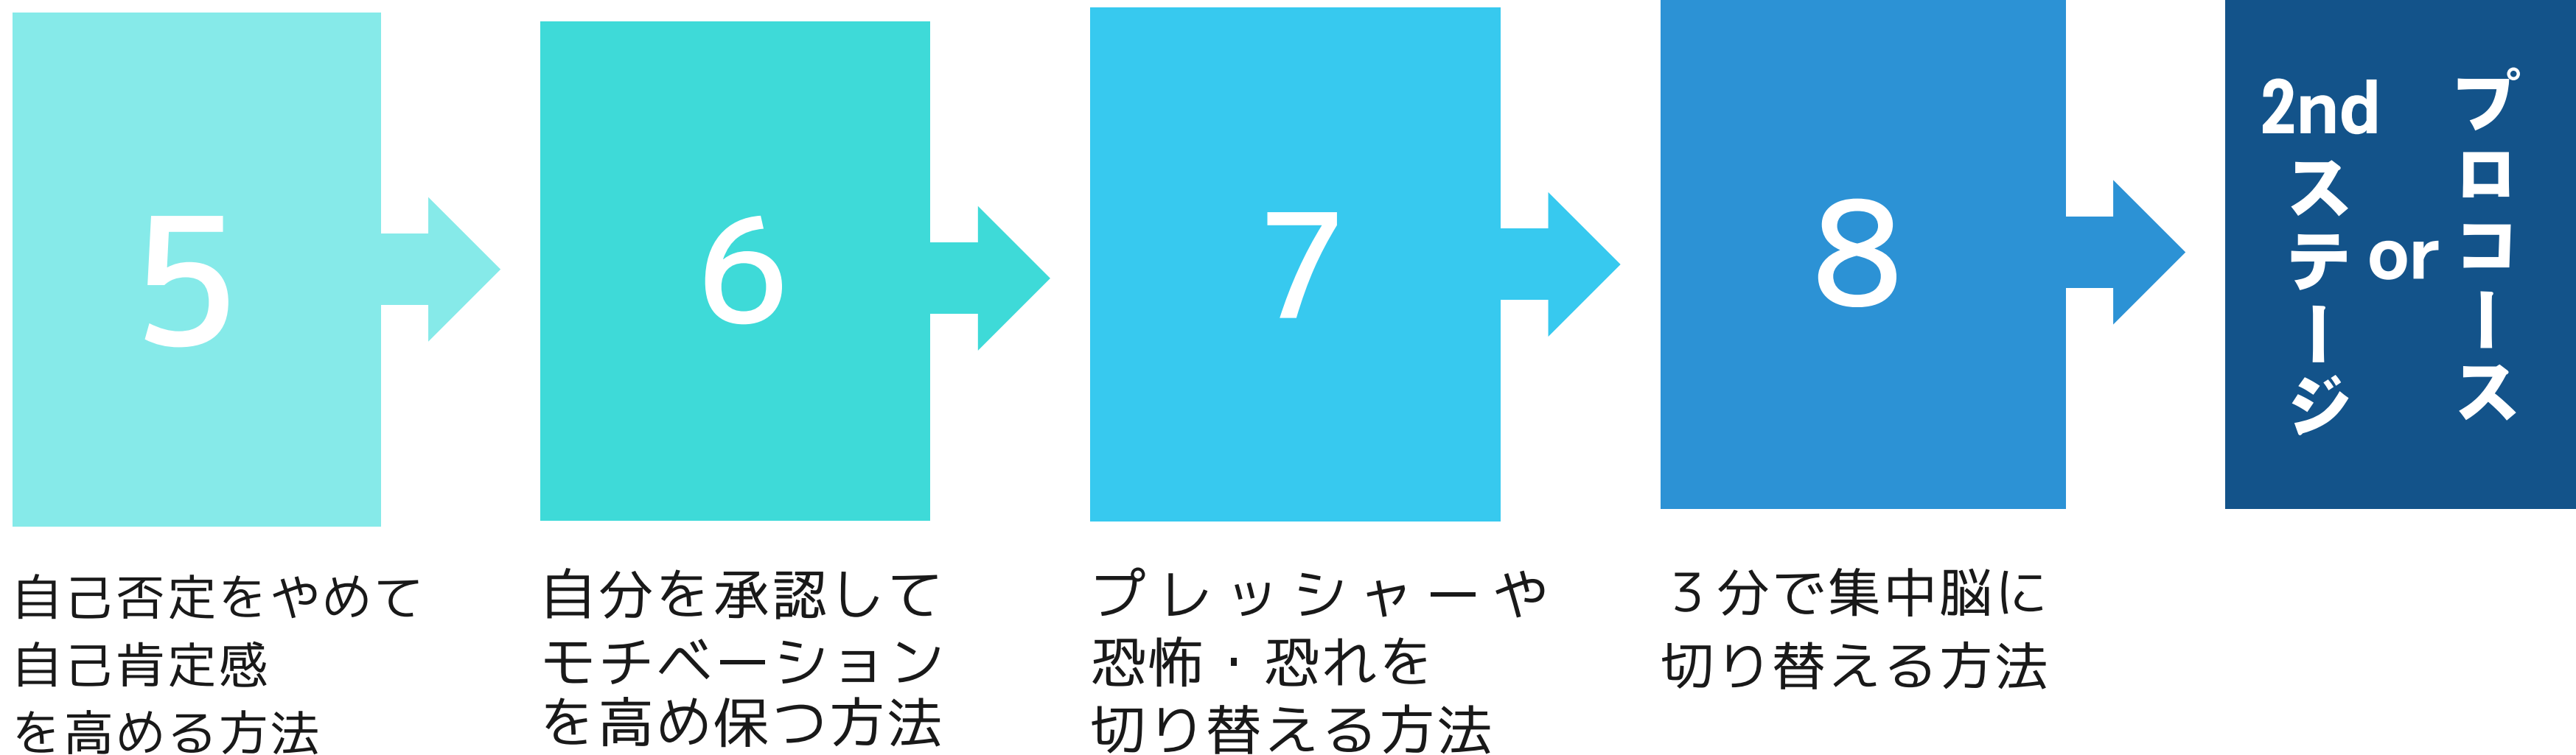 5
自己否定をやめて
自己肯定感
を高める方法
6
自分を承認して
モチベーション
を高め保つ方法
7
プレッシャーや
恐怖・恐れを
切り替える方法
8
３分で集中脳に
切り替える方法
プロコース
or
2nd
ステージ